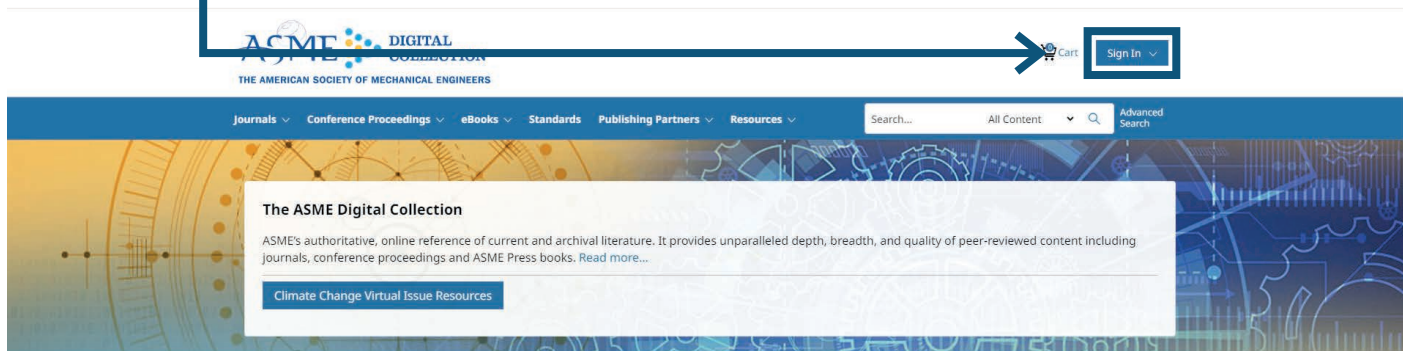 ASME DIGITAL
COLLECTION
THE AMERICAN SOCIETY OF MECHANICAL ENGINEERS
0 Cart
Sign In
Journals Conference Proceedings eBooks Standards Publishing Partners Resources
Search... All Content
Advanced
Search
The ASME Digital Collection
ASME's authoritative, online reference of current and archival literature. It provides unparalleled depth, breadth, and quality of peer-reviewed content including
journals, conference proceedings and ASME Press books. Read more...
Climate Change Virtual Issue Resources